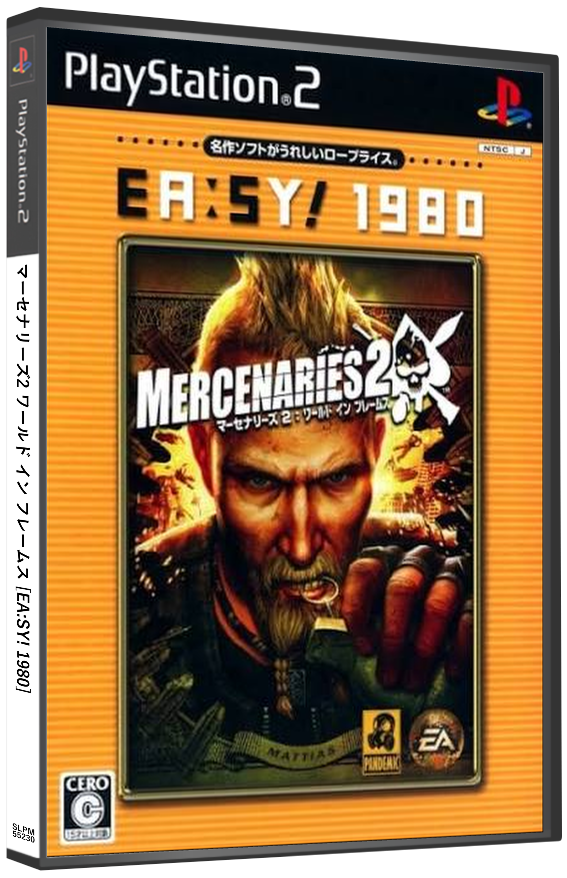 PlayStation®2
NTSC J
名作ソフトがうれしいロープライス。
EA:SY! 1980
MERCENARIES 2
TM
マーセナリーズ 2:ワールド イン フレームス
MATTIAS
PANDEMIC
EA
CERO
C
PlayStation®2
マーセナリーズ2 ワールド イン フレームス [EA:SY! 1980]
SLPM
55230